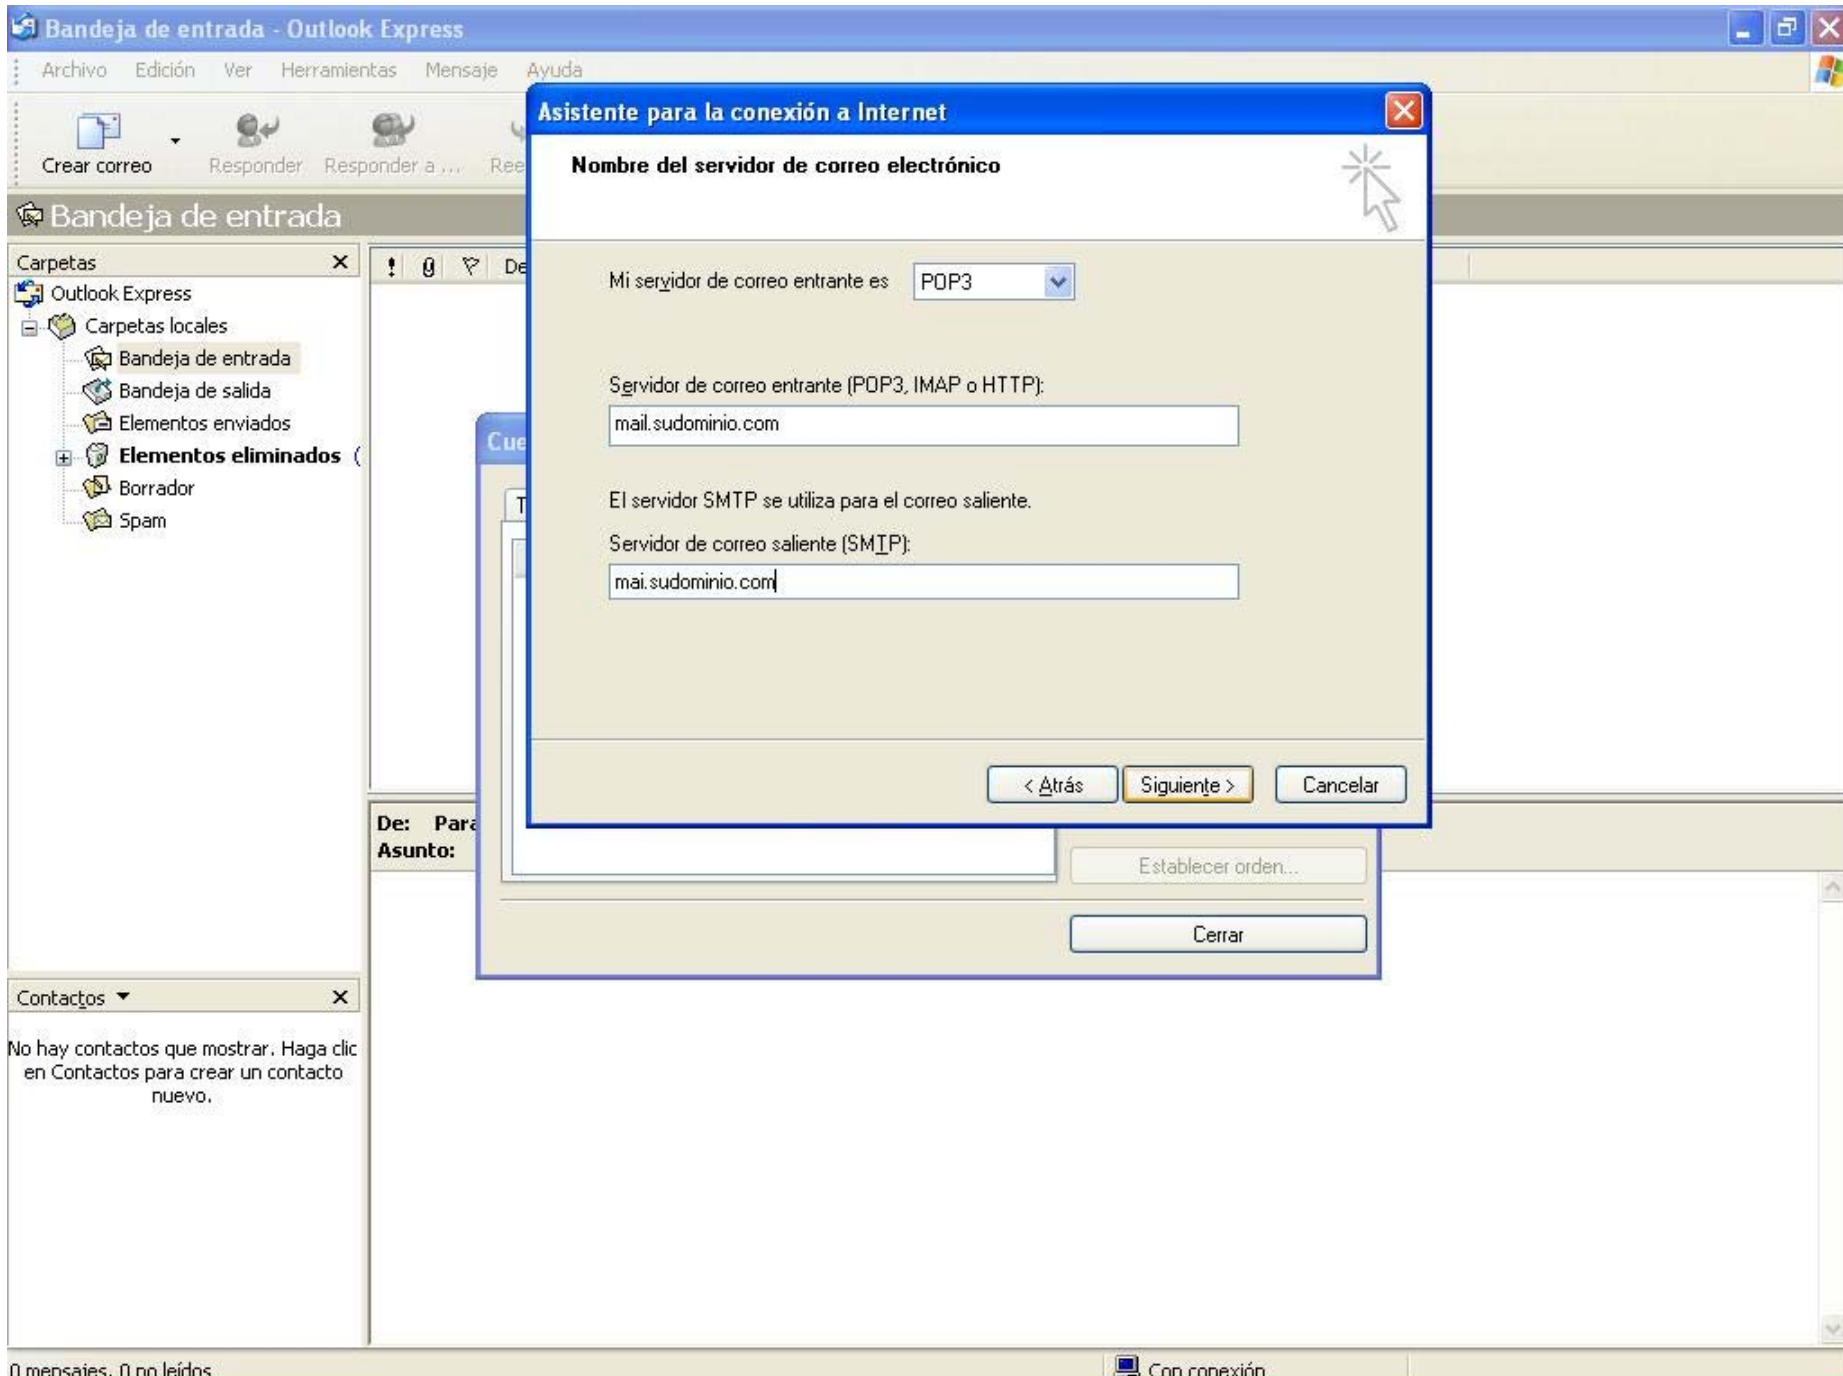 Bandeja de entrada - Outlook Express
Archivo Edición Ver Herramientas Mensaje Ayuda
Crear correo Responder Responder a ... Ree
Bandeja de entrada
Carpetas
Outlook Express
Carpetas locales
Bandeja de entrada
Bandeja de salida
Elementos enviados
Elementos eliminados (
Borrador
Spam
Contactos
No hay contactos que mostrar. Haga clic
en Contactos para crear un contacto
nuevo.
! De
De: Para
Asunto:
Cue
T
Asistente para la conexión a Internet
Nombre del servidor de correo electrónico
Mi servidor de correo entrante es POP3
Servidor de correo entrante (POP3, IMAP o HTTP):
mail.sudominio.com
El servidor SMTP se utiliza para el correo saliente.
Servidor de correo saliente (SMTP):
mai.sudominio.com
< Atrás Siguiente > Cancelar
Establecer orden...
Cerrar
0 mensajes, 0 no leídos Con conexión